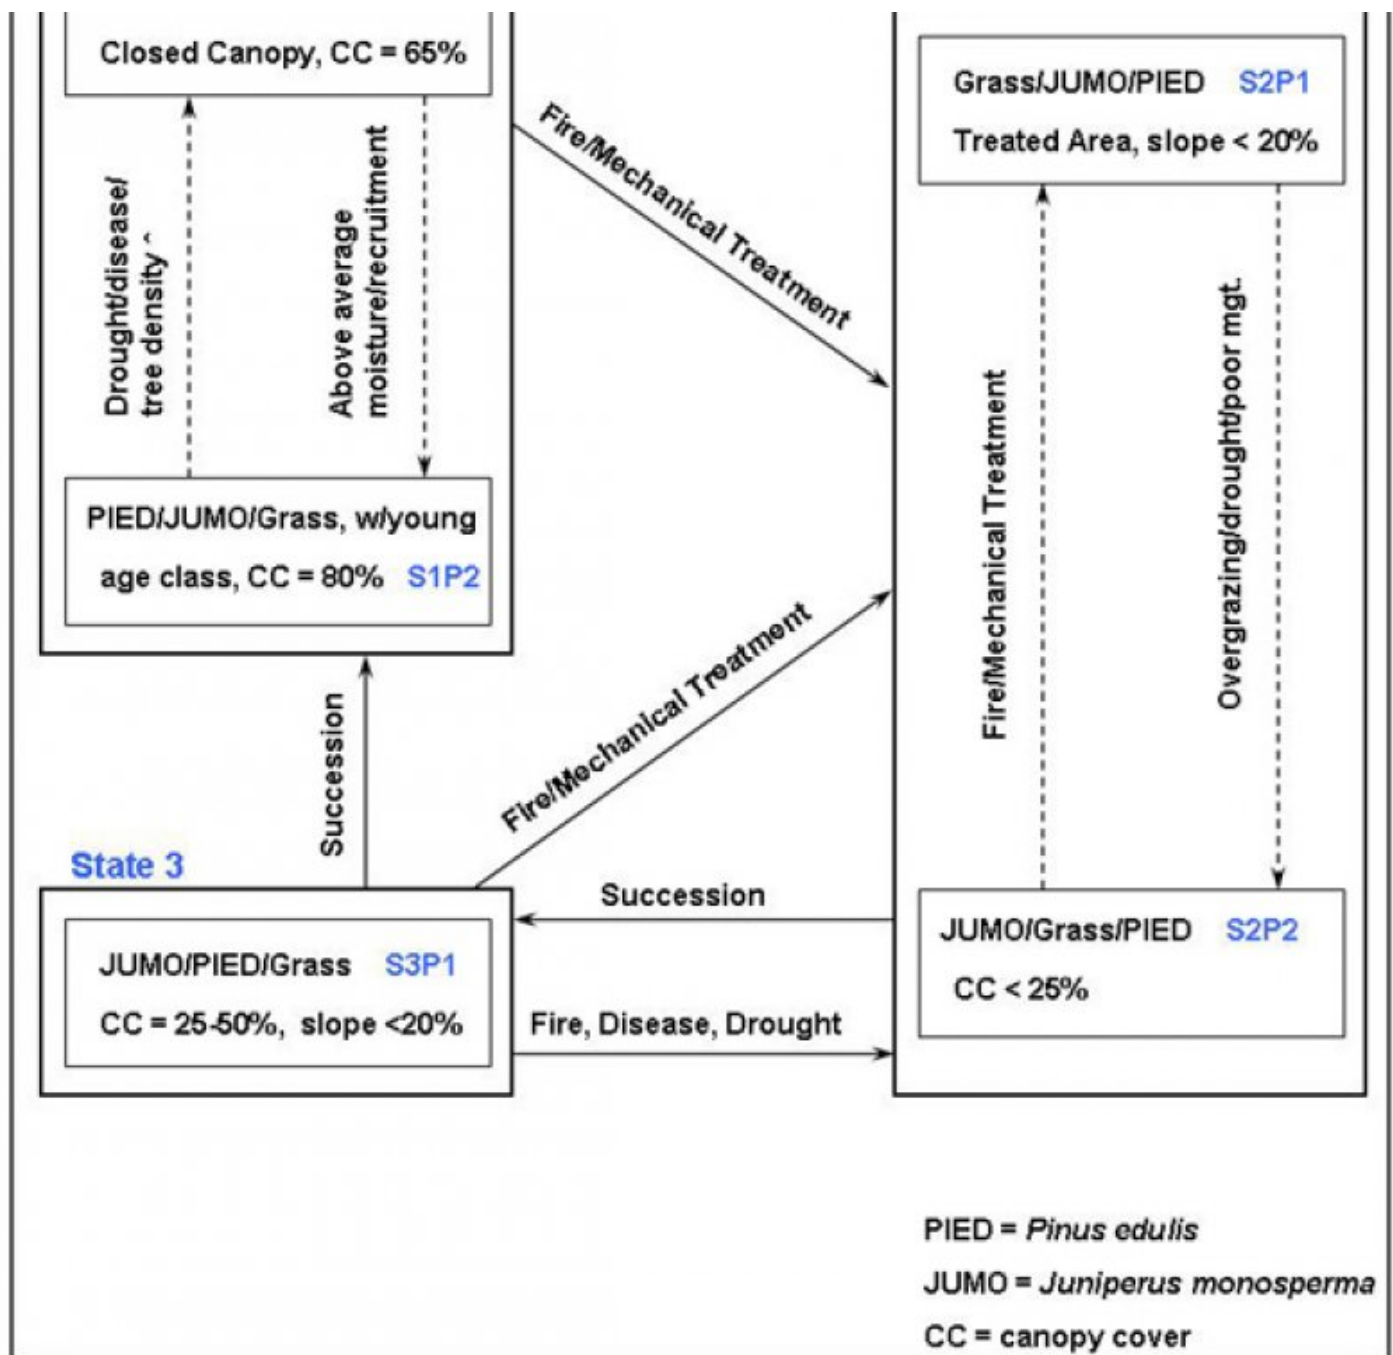 Closed Canopy, CC = 65%
Grass/JUMO/PIED S2P1
Treated Area, slope < 20%
Fire/Mechanical Treatment
Drought/disease/
tree density ^
Above average
moisture/recruitment
Fire/Mechanical Treatment
Overgrazing/drought/poor mgt.
PIED/JUMO/Grass, w/young
age class, CC = 80% S1P2
Succession
Fire/Mechanical Treatment
State 3
JUMO/PIED/Grass S3P1
CC = 25-50%, slope <20%
Succession
Fire, Disease, Drought
JUMO/Grass/PIED S2P2
CC < 25%
PIED = Pinus edulis
JUMO = Juniperus monosperma
CC = canopy cover